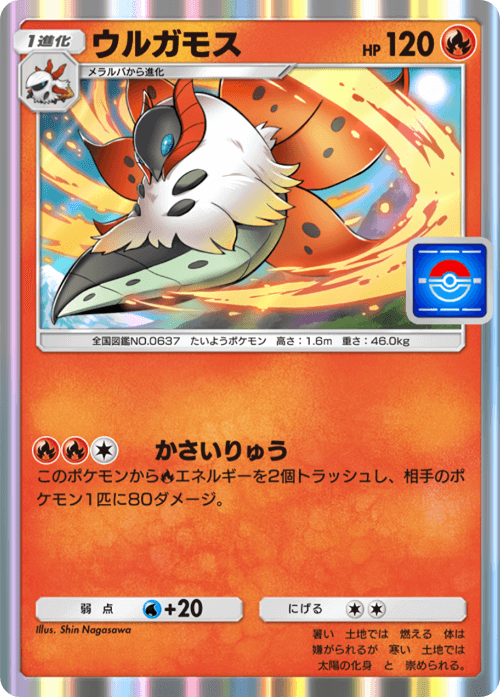 1進化
ウルガモス
HP 120
メラルバから進化
全国図鑑NO.0637 たいようポケモン 高さ：1.6m 重さ：46.0kg
かさいりゅう
このポケモンからエネルギーを2個トラッシュし、相手のポ
ケモン1匹に80ダメージ。
弱点 +20
にげる
Illus. Shin Nagasawa
暑い 土地では 燃える 体は
嫌がられるが 寒い 土地では
太陽の化身 と 崇められる。